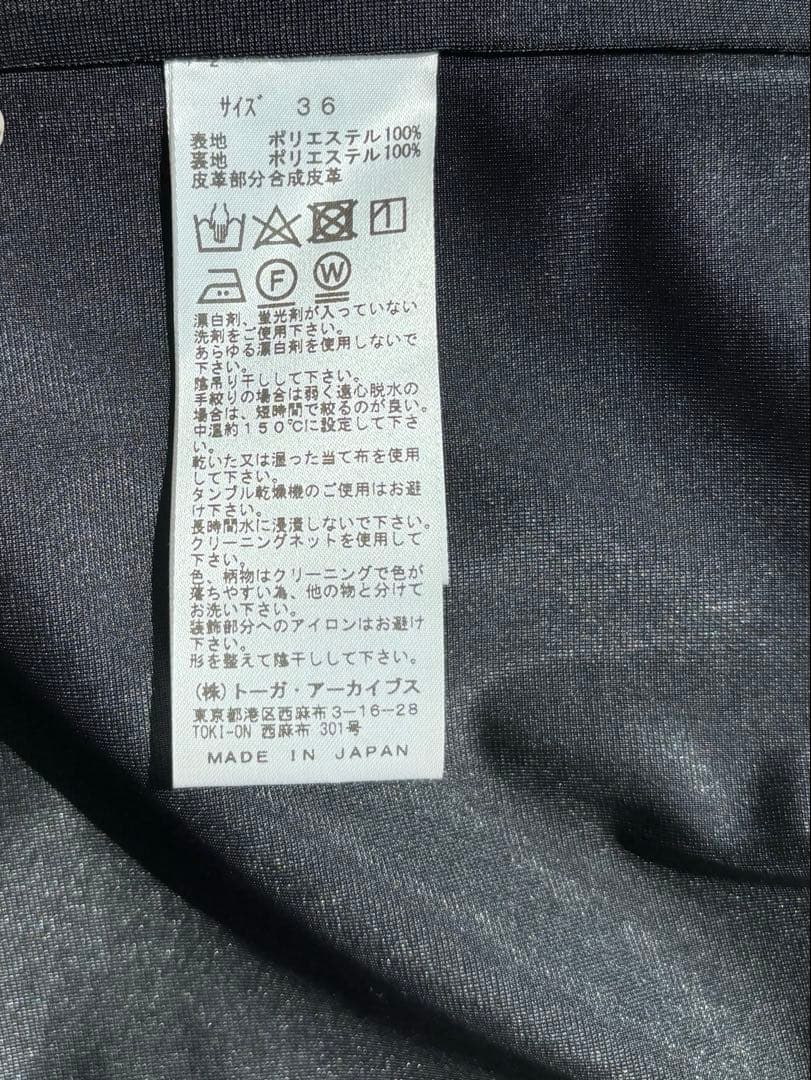 サイズ 36
表地 ポリエステル100%
裏地 ポリエステル100%
皮革部分合成皮革
F W
漂白剤、蛍光剤が入っていない
洗剤をご使用下さい。
あらゆる漂白剤を使用しないで
下さい。
陰吊り干しして下さい。
手絞りの場合は弱く遠心脱水の
場合は、短時間で絞るのが良い。
中温約150℃に設定して下さ
い。
乾いた又は湿った当て布を使用
して下さい。
タンブル乾燥機のご使用はお避
け下さい。
長時間水に浸漬しないで下さい。
クリーニングネットを使用して
下さい。
色、柄物はクリーニングで色が
落ちやすい為、他の物と分けて
お洗い下さい。
装飾部分へのアイロンはお避け
下さい。
形を整えて陰干しして下さい。
(株)トーガ・アーカイブス
東京都港区西麻布3-16-28
TOKI-ON 西麻布 301号
MADE IN JAPAN